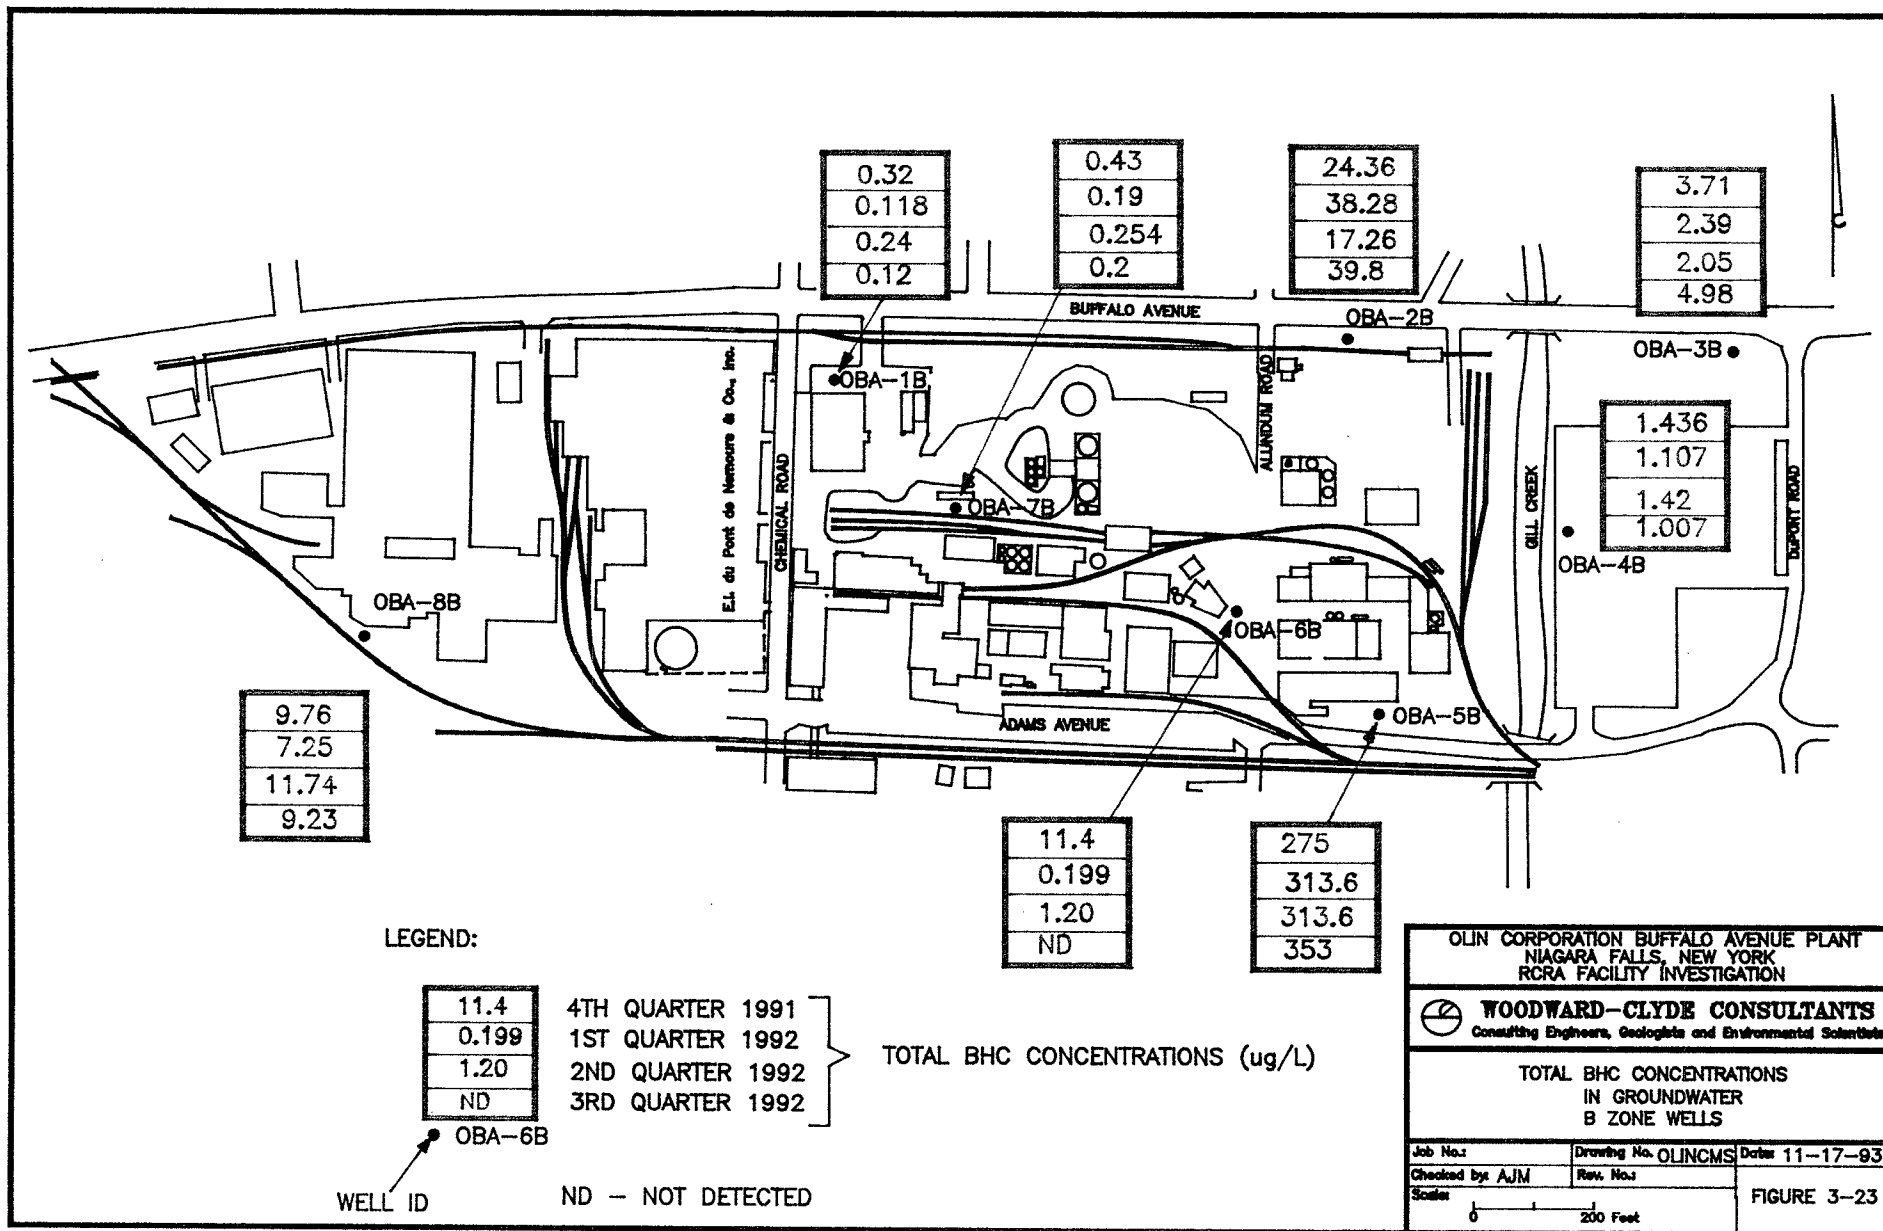 0.32
0.118
0.24
0.12
0.43
0.19
0.254
0.2
24.36
38.28
17.26
39.8
3.71
2.39
2.05
4.98
BUFFALO AVENUE
OBA-2B
OBA-3B
OBA-1B
E.I. du Pont de Nemours & Co., Inc.
CHEMICAL ROAD
ALLUNDUM ROAD
GILL CREEK
DuPONT ROAD
1.436
1.107
1.42
1.007
OBA-7B
OBA-4B
OBA-8B
OBA-6B
OBA-5B
ADAMS AVENUE
9.76
7.25
11.74
9.23
11.4
0.199
1.20
ND
275
313.6
313.6
353
LEGEND:
11.4 4TH QUARTER 1991
0.199 1ST QUARTER 1992
1.20 2ND QUARTER 1992
ND 3RD QUARTER 1992
TOTAL BHC CONCENTRATIONS (ug/L)
OBA-6B
WELL ID
ND - NOT DETECTED
OLIN CORPORATION BUFFALO AVENUE PLANT
NIAGARA FALLS, NEW YORK
RCRA FACILITY INVESTIGATION
WOODWARD-CLYDE CONSULTANTS
Consulting Engineers, Geologists and Environmental Scientists
TOTAL BHC CONCENTRATIONS
IN GROUNDWATER
B ZONE WELLS
Job No.: Drawing No. OLINCMS Date: 11-17-93
Checked by: AJM Rev. No.:
Scale: 0 200 Feet
FIGURE 3-23